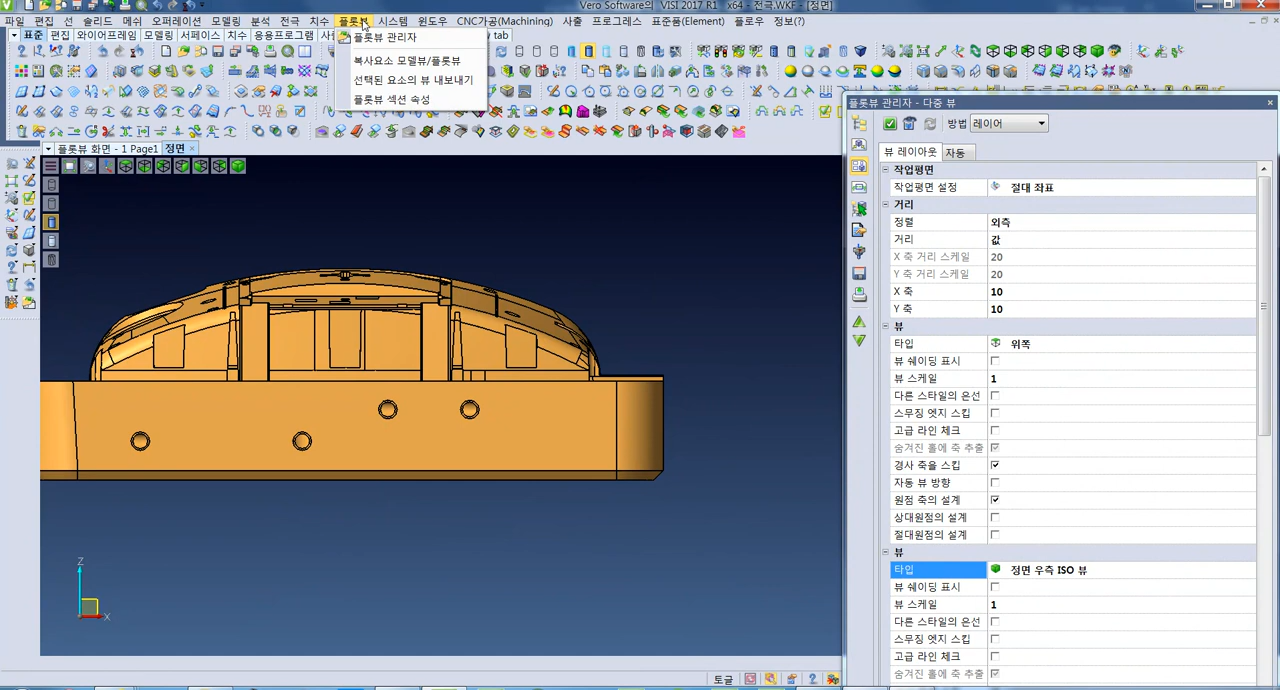 Vero Software의 VISI 2017 R1 x64 - 전극.WKF - [정면]
파일 편집 선 슬리드 메쉬 오퍼레이션 모델링 분석 전극 치수 플롯뷰 시스템 윈도우 CNC가공(Machining) 사출 프로그레스 표준품(Element) 플로우 정보(?)
표준 편집 와이어프레임 모델링 서페이스 치수 응용프로그램 tab
플롯뷰 관리자
복사요소 모델뷰/플롯뷰
선택된 요소의 뷰 내보내기
플롯뷰 섹션 속성
플롯뷰 화면 - 1 Page1 정면
Z
X
토글
플롯뷰 관리자 - 다중 뷰
방법 레이어
뷰 레이아웃 자동
작업평면
작업평면 설정 절대 좌표
거리
정렬 외측
거리 값
X 축 거리 스케일 20
Y 축 거리 스케일 20
X 축 10
Y 축 10
뷰
타입 위쪽
뷰 쉐이딩 표시
뷰 스케일 1
다른 스타일의 은선
스무징 엣지 스킵
고급 라인 체크
숨겨진 홀에 축 추출
경사 축을 스킵
자동 뷰 방향
원점 축의 설계
상대원점의 설계
절대원점의 설계
뷰
타입 정면 우측 ISO 뷰
뷰 쉐이딩 표시
뷰 스케일 1
다른 스타일의 은선
스무징 엣지 스킵
고급 라인 체크
숨겨진 홀에 축 추출